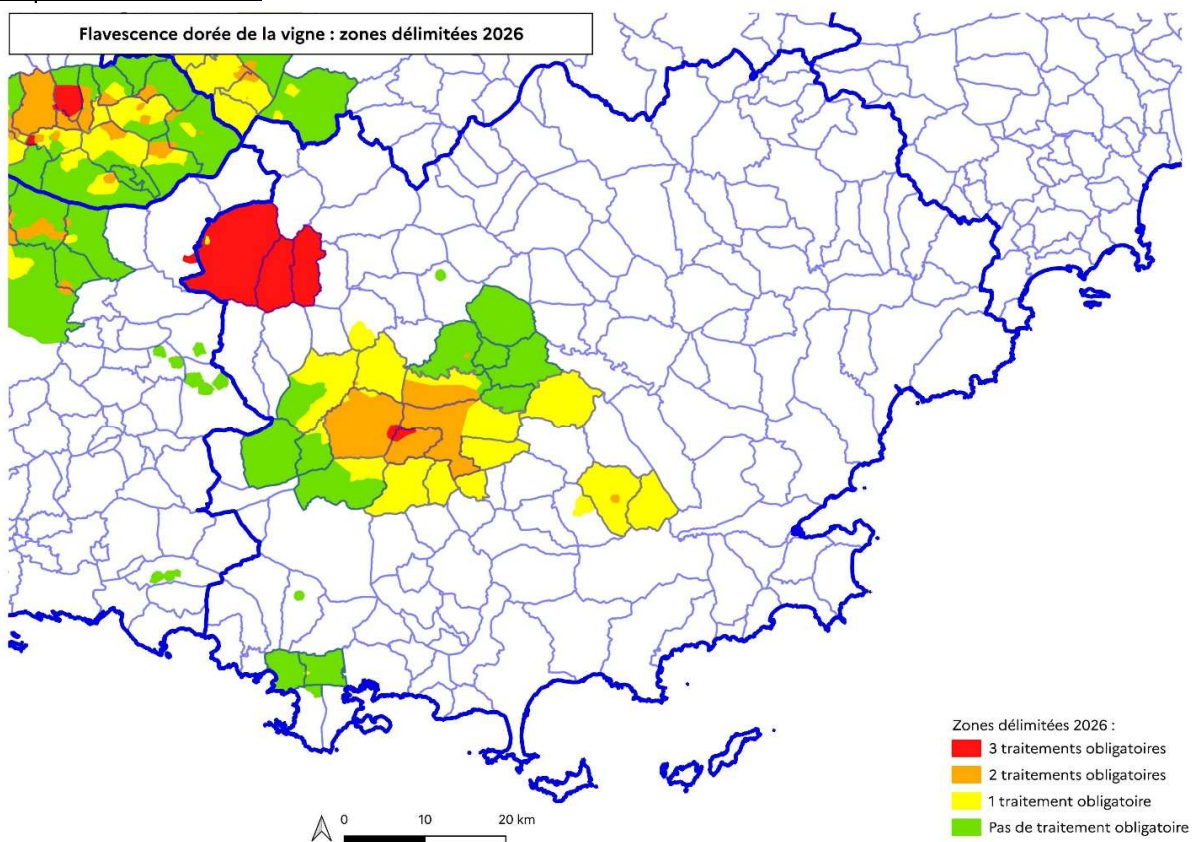 Flavescence dorée de la vigne : zones délimitées 2026
Zones délimitées 2026 :
3 traitements obligatoires
2 traitements obligatoires
1 traitement obligatoire
Pas de traitement obligatoire
0 10 20 km